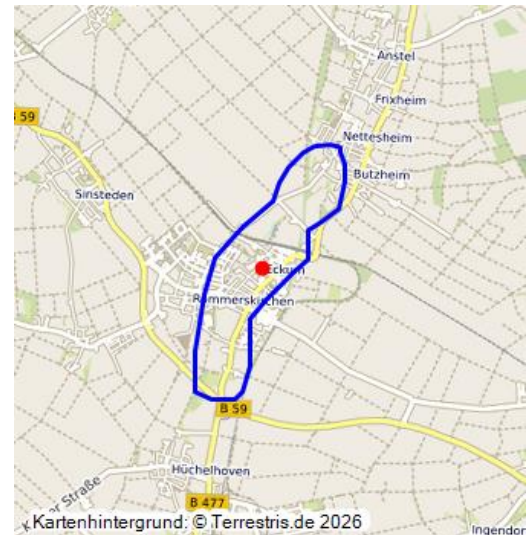 Anstel
Frixheim
B 59
Nettesheim
Butzheim
Sinsteden
Eckum
Rommerskirchen
B 59
Hüchelhoven
Straße
B 477
Ingendor
Kartenhintergrund: © Terrestris.de 2026